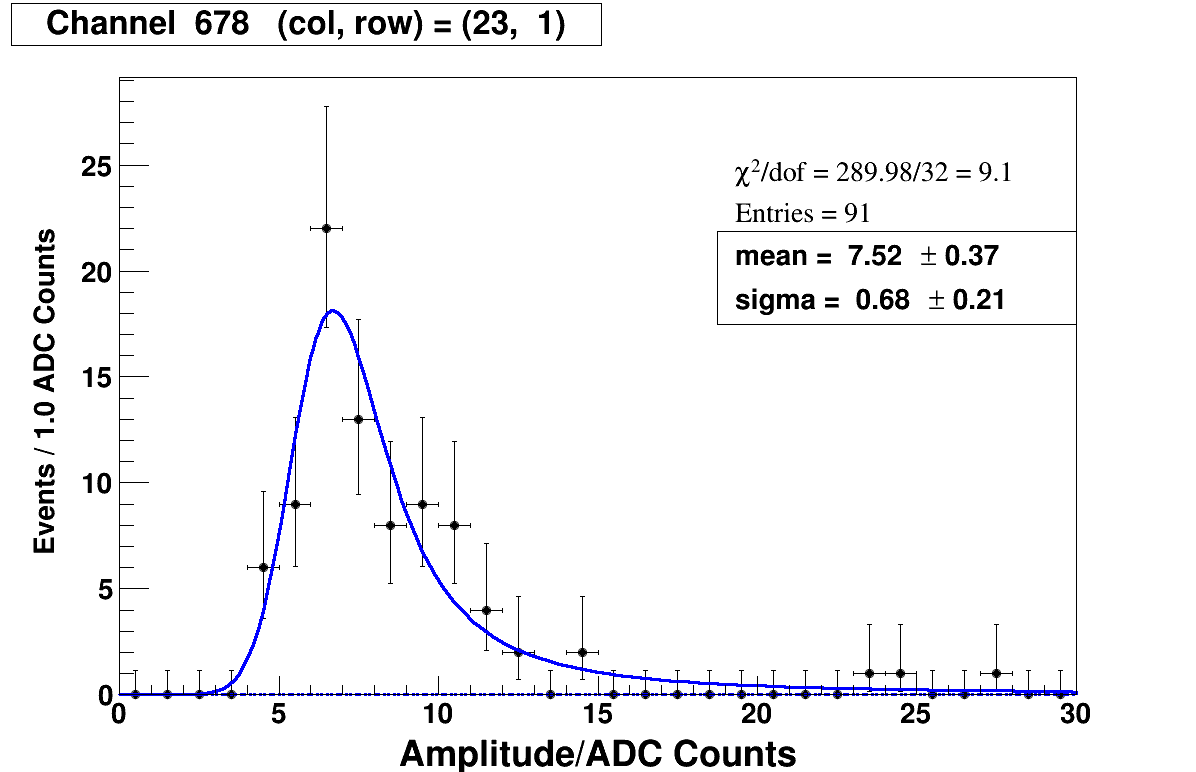 Channel 678 (col, row) = (23, 1)
χ²/dof = 289.98/32 = 9.1
Entries = 91
mean = 7.52 ± 0.37
sigma = 0.68 ± 0.21
Events / 1.0 ADC Counts
25
20
15
10
5
0
0 5 10 15 20 25 30
Amplitude/ADC Counts